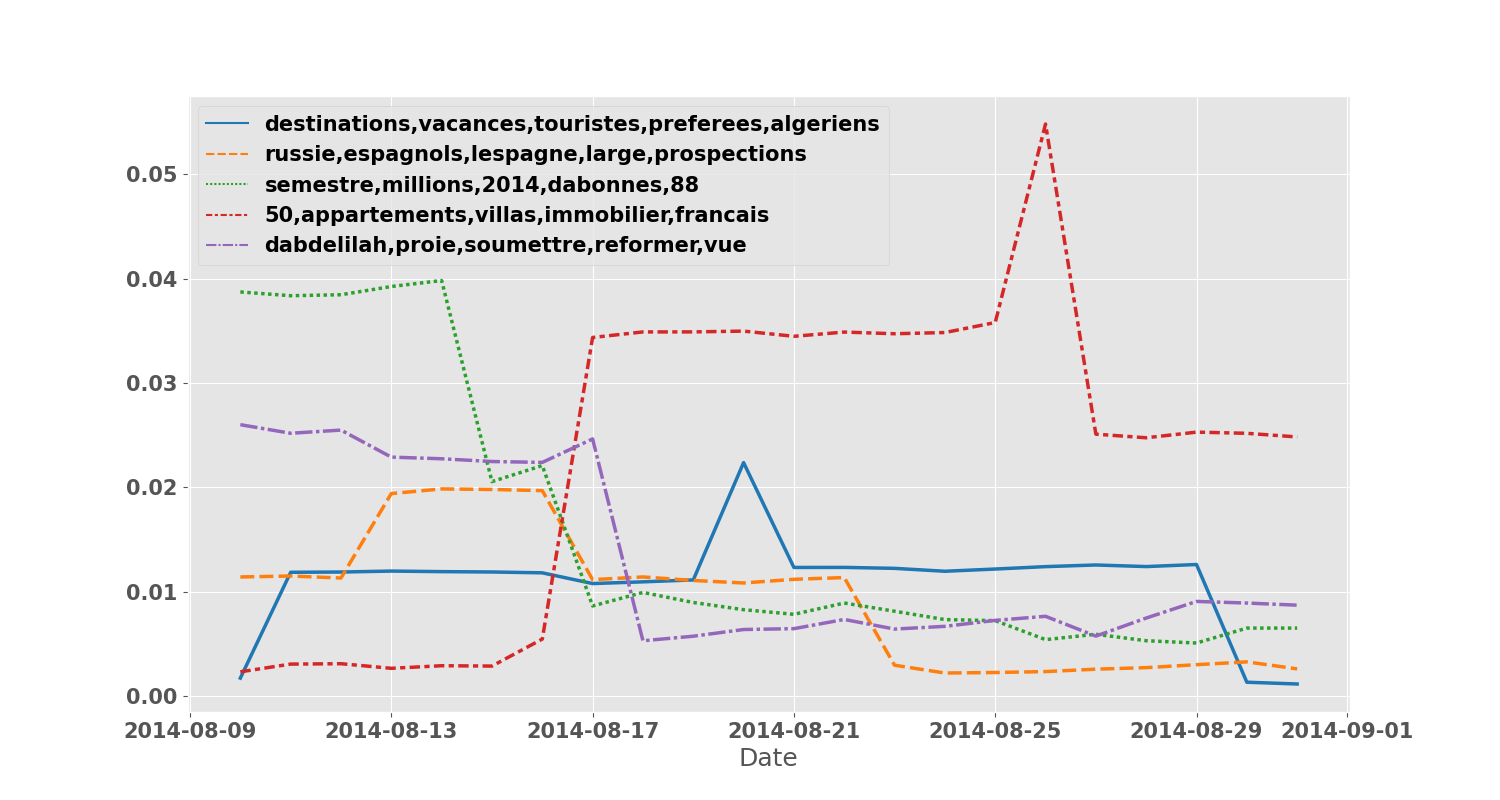 destinations,vacances,touristes,preferees,algeriens
russie,espagnols,lespagne,large,prospections
semestre,millions,2014,dabonnes,88
50,appartements,villas,immobilier,francais
dabdelilah,proie,soumettre,reformer,vue
0.05
0.04
0.03
0.02
0.01
0.00
2014-08-09 2014-08-13 2014-08-17 2014-08-21 2014-08-25 2014-08-29 2014-09-01
Date